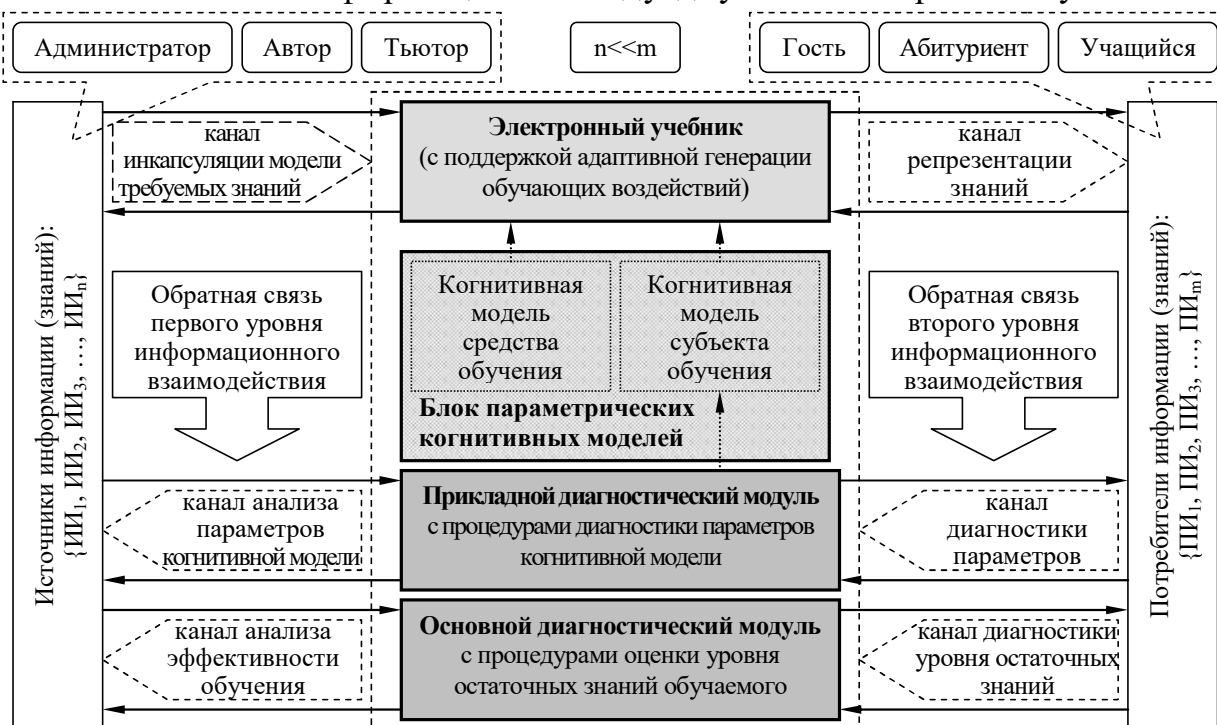 Администратор
Автор
Тьютор
n<<m
Гость
Абитуриент
Учащийся
Источники информации (знаний):
{ИИ₁, ИИ₂, ИИ₃, …, ИИₙ}
канал
инкапсуляции модели
требуемых знаний
Электронный учебник
(с поддержкой адаптивной генерации
обучающих воздействий)
канал
репрезентации
знаний
Обратная связь
первого уровня
информационного
взаимодействия
Когнитивная
модель
средства
обучения
Когнитивная
модель
субъекта
обучения
Блок параметрических
когнитивных моделей
Обратная связь
второго уровня
информационного
взаимодействия
канал анализа
параметров
когнитивной модели
Прикладной диагностический модуль
с процедурами диагностики параметров
когнитивной модели
канал
диагностики
параметров
канал анализа
эффективности
обучения
Основной диагностический модуль
с процедурами оценки уровня
остаточных знаний обучаемого
канал диагностики
уровня остаточных
знаний
Потребители информации (знаний):
{ПИ₁, ПИ₂, ПИ₃, …, ПИₘ}